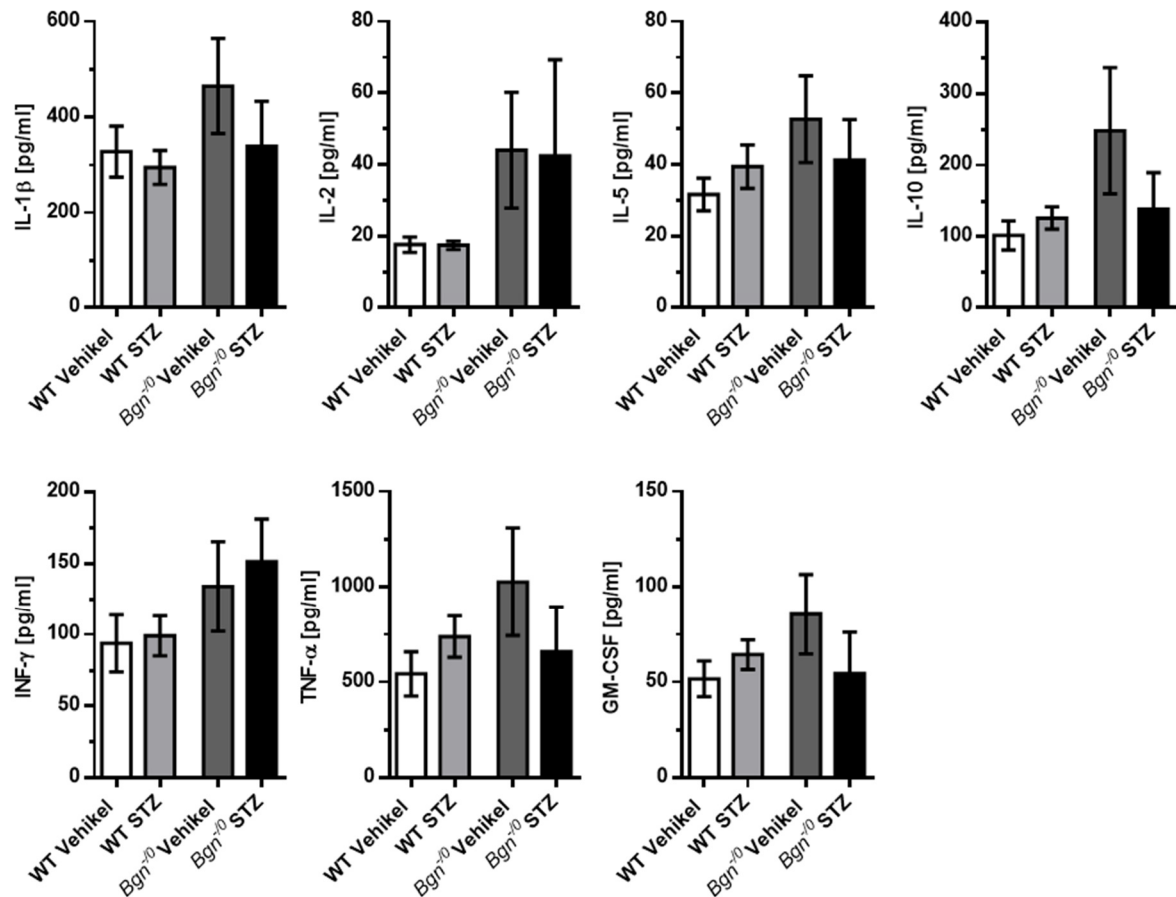 IL-1β [pg/ml]
600
400
200
0
WT Vehikel
WT STZ
Bgn⁻/⁰ Vehikel
Bgn⁻/⁰ STZ
IL-2 [pg/ml]
80
60
40
20
0
WT Vehikel
WT STZ
Bgn⁻/⁰ Vehikel
Bgn⁻/⁰ STZ
IL-5 [pg/ml]
80
60
40
20
0
WT Vehikel
WT STZ
Bgn⁻/⁰ Vehikel
Bgn⁻/⁰ STZ
IL-10 [pg/ml]
400
300
200
100
0
WT Vehikel
WT STZ
Bgn⁻/⁰ Vehikel
Bgn⁻/⁰ STZ
INF-γ [pg/ml]
200
150
100
50
0
WT Vehikel
WT STZ
Bgn⁻/⁰ Vehikel
Bgn⁻/⁰ STZ
TNF-α [pg/ml]
1500
1000
500
0
WT Vehikel
WT STZ
Bgn⁻/⁰ Vehikel
Bgn⁻/⁰ STZ
GM-CSF [pg/ml]
150
100
50
0
WT Vehikel
WT STZ
Bgn⁻/⁰ Vehikel
Bgn⁻/⁰ STZ